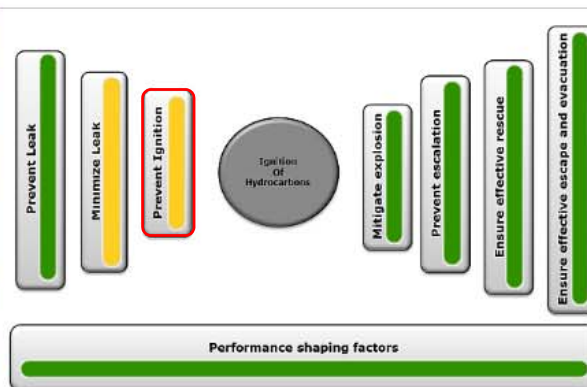 Prevent Leak
Minimize Leak
Prevent Ignition
Ignition
Of
Hydrocarbons
Mitigate explosion
Prevent escalation
Ensure effective rescue
Ensure effective escape and evacuation
Performance shaping factors